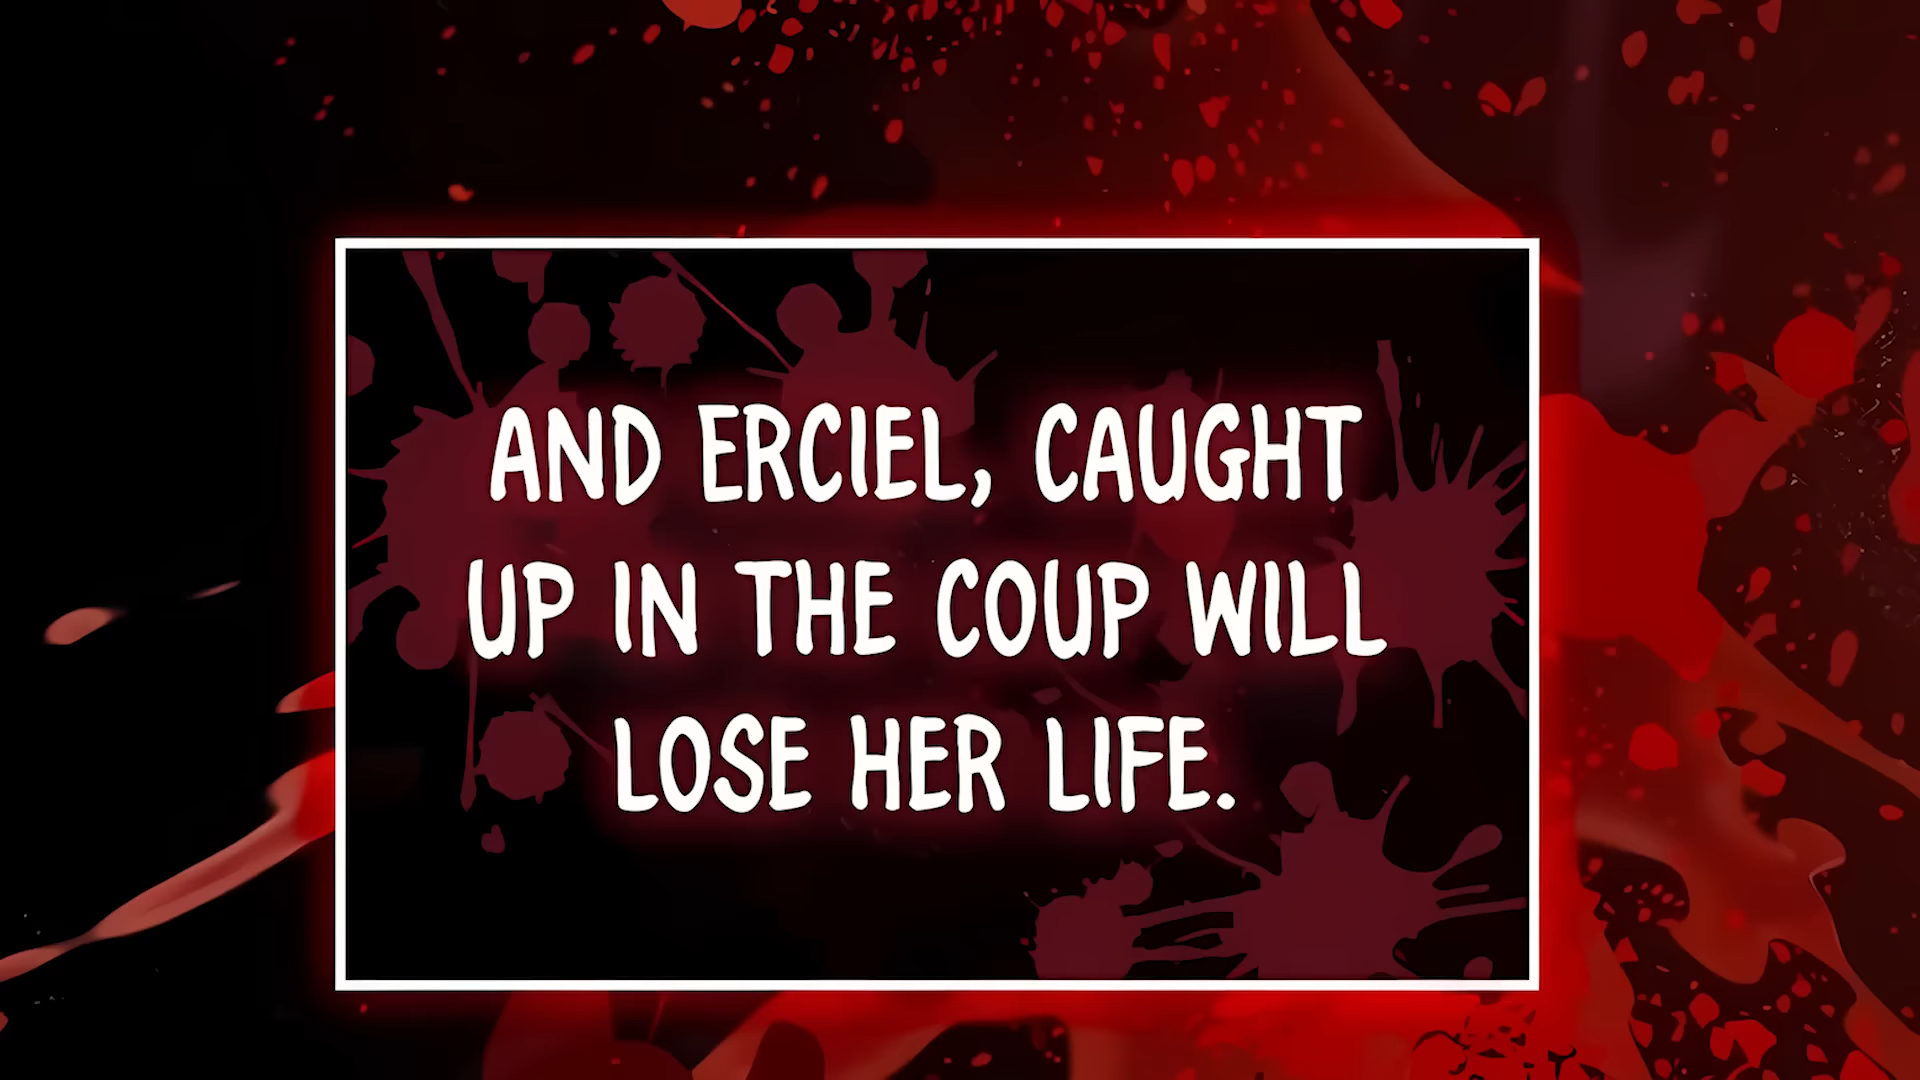 AND ERCIEL, CAUGHT
UP IN THE COUP WILL
LOSE HER LIFE.